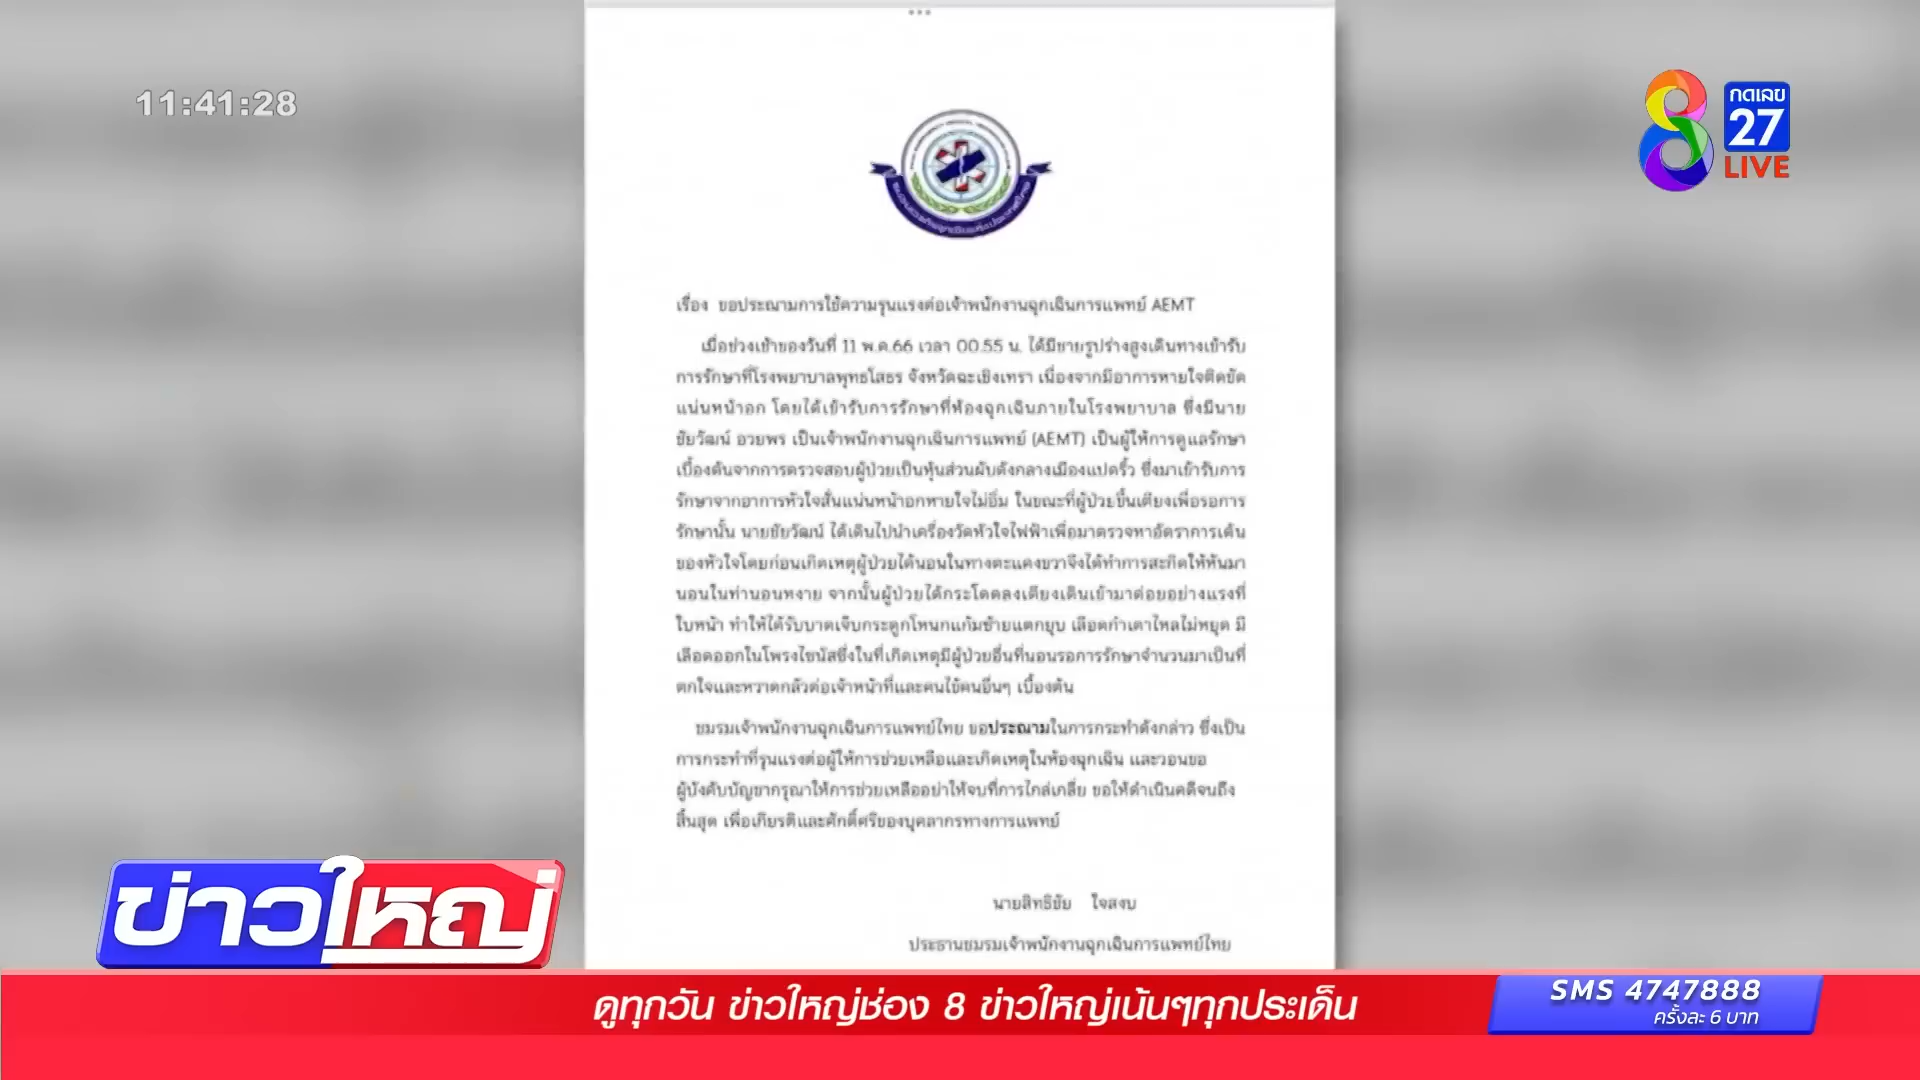 11:41:28
กดเลข
27
LIVE
เรื่อง ขอประณามการใช้ความรุนแรงต่อเจ้าพนักงานฉุกเฉินการแพทย์ AEMT
เมื่อช่วงเช้าของวันที่ 11 พ.ค.66 เวลา 00.55 น. ได้มีชายรูปร่างสูงเดินทางเข้ารับ
การรักษาที่โรงพยาบาลพุทธโสธร จังหวัดฉะเชิงเทรา เนื่องจากมีอาการหายใจติดขัด
แน่นหน้าอก โดยได้เข้ารับการรักษาที่ห้องฉุกเฉินภายในโรงพยาบาล ซึ่งมีนาย
ชัยวัฒน์ อวยพร เป็นเจ้าพนักงานฉุกเฉินการแพทย์ (AEMT) เป็นผู้ให้การดูแลรักษา
เบื้องต้นจากการตรวจสอบผู้ป่วยเป็นหุ้นส่วนผับดังกลางเมืองแปดริ้ว ซึ่งมาเข้ารับการ
รักษาจากอาการหัวใจสั่นแน่นหน้าอกหายใจไม่อิ่ม ในขณะที่ผู้ป่วยขึ้นเตียงเพื่อรอการ
รักษานั้น นายชัยวัฒน์ ได้เดินไปนำเครื่องวัดหัวใจไฟฟ้าเพื่อมาตรวจหาอัตราการเต้น
ของหัวใจโดยก่อนเกิดเหตุผู้ป่วยได้นอนในทางตะแคงขวาจึงได้ทำการสะกิดให้หันมา
นอนในท่านอนหงาย จากนั้นผู้ป่วยได้กระโดดลงเตียงเดินเข้ามาต่อยอย่างแรงที่
ใบหน้า ทำให้ได้รับบาดเจ็บกระดูกโหนกแก้มซ้ายแตกยุบ เลือดกำเดาไหลไม่หยุด มี
เลือดออกในโพรงไซนัสซึ่งในที่เกิดเหตุมีผู้ป่วยอื่นที่นอนรอการรักษาจำนวนมาเป็นที่
ตกใจและหวาดกลัวต่อเจ้าหน้าที่และคนไข้คนอื่นๆ เบื้องต้น
ชมรมเจ้าพนักงานฉุกเฉินการแพทย์ไทย ขอประณามในการกระทำดังกล่าว ซึ่งเป็น
การกระทำที่รุนแรงต่อผู้ให้การช่วยเหลือและเกิดเหตุในห้องฉุกเฉิน และวอนขอ
ผู้บังคับบัญชากรุณาให้การช่วยเหลืออย่าให้จบที่การไกล่เกลี่ย ขอให้ดำเนินคดีจนถึง
สิ้นสุด เพื่อเกียรติและศักดิ์ศรีของบุคลากรทางการแพทย์
นายสิทธิชัย ใจสงบ
ประธานชมรมเจ้าพนักงานฉุกเฉินการแพทย์ไทย
ข่าวใหญ่
ดูทุกวัน ข่าวใหญ่ช่อง 8 ข่าวใหญ่เน้นๆทุกประเด็น
SMS 4747888
ครั้งละ 6 บาท